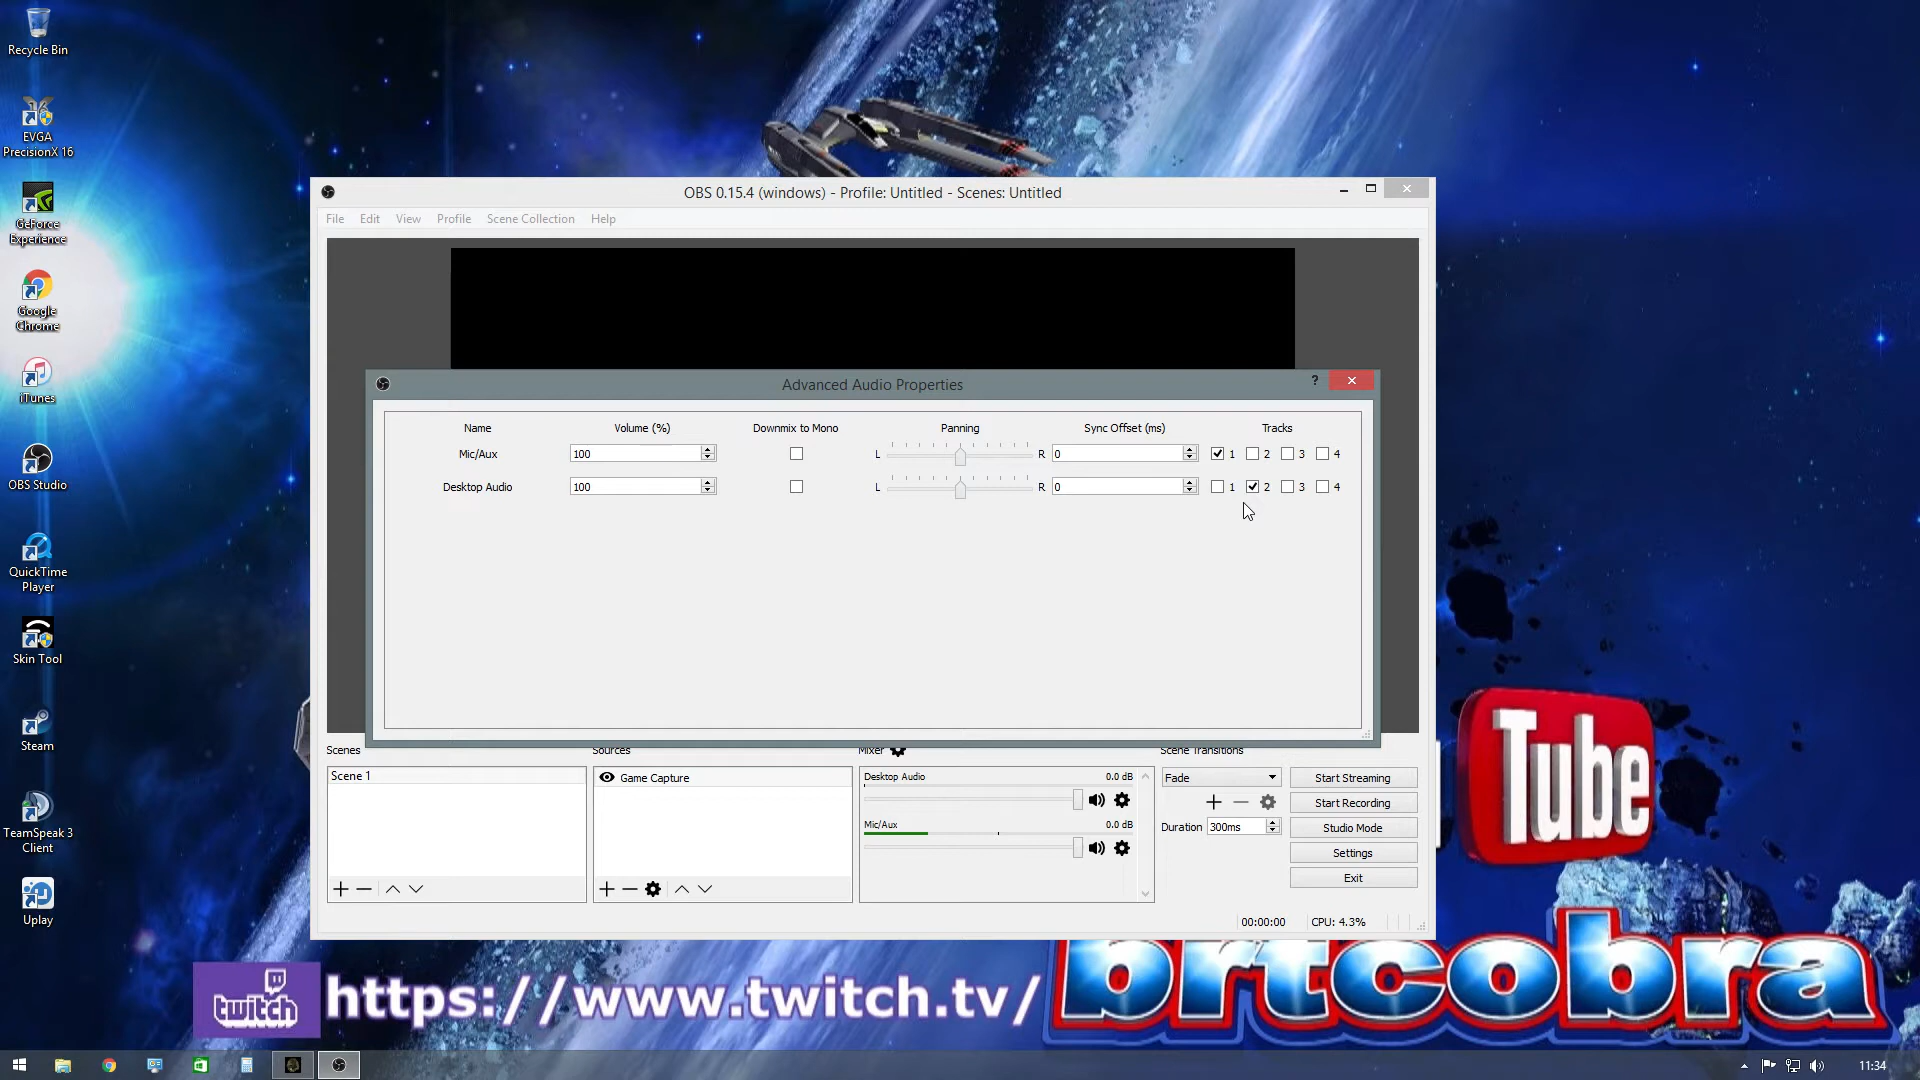 Recycle Bin
EVGA
PrecisionX 16
GeForce
Experience
Google
Chrome
iTunes
OBS Studio
QuickTime
Player
Skin Tool
Steam
TeamSpeak 3
Client
Uplay
OBS 0.15.4 (windows) - Profile: Untitled - Scenes: Untitled
File Edit View Profile Scene Collection Help
Advanced Audio Properties
?
Name Volume (%) Downmix to Mono Panning Sync Offset (ms) Tracks
Mic/Aux 100 L R 0 1 2 3 4
Desktop Audio 100 L R 0 1 2 3 4
Scenes Sources Mixer Scene Transitions
Scene 1
Game Capture
Desktop Audio 0.0 dB
Mic/Aux 0.0 dB
Fade
Duration 300ms
Start Streaming
Start Recording
Studio Mode
Settings
Exit
00:00:00 CPU: 4.3%
Tube
twitch
https://www.twitch.tv/
brtcobra
11:34